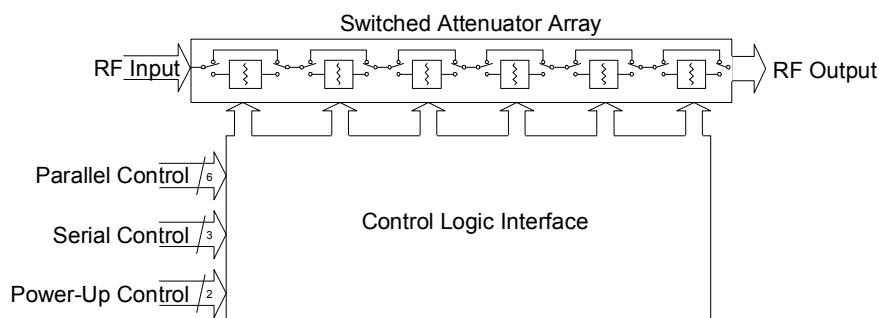 Switched Attenuator Array
RF Input
RF Output
Parallel Control
6
Control Logic Interface
Serial Control
3
Power-Up Control
2